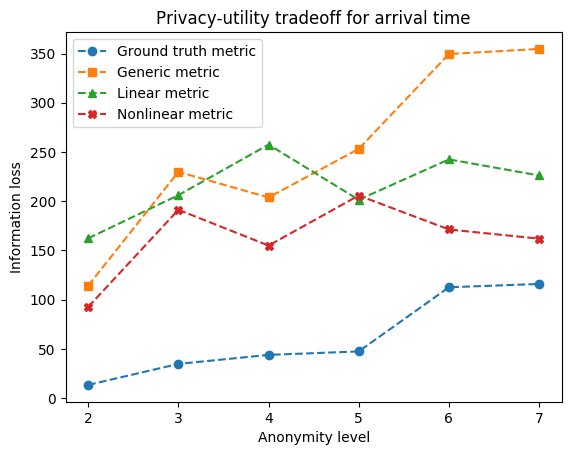 Privacy-utility tradeoff for arrival time
Ground truth metric
Generic metric
Linear metric
Nonlinear metric
Information loss
350
300
250
200
150
100
50
0
2 3 4 5 6 7
Anonymity level